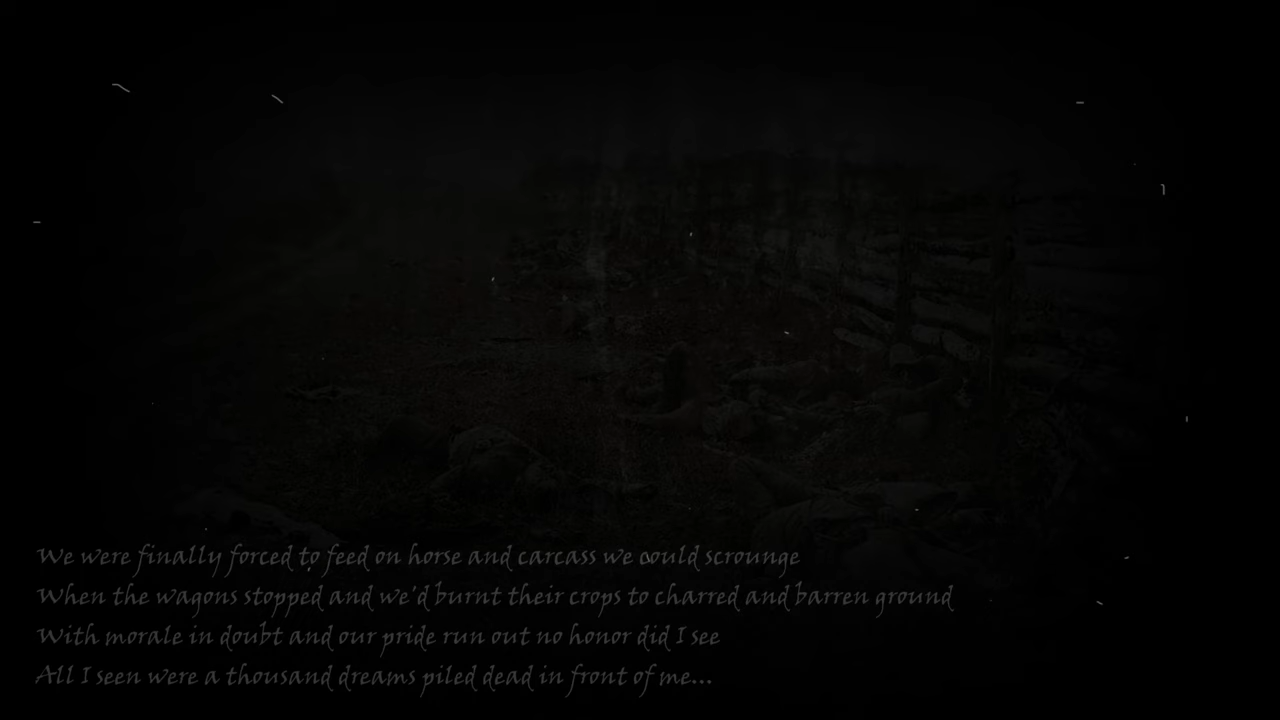 We were finally forced to feed on horse and carcass we could scrounge
When the wagons stopped and we'd burnt their crops to charred and barren ground
With morale in doubt and our pride run out no honor did I see
All I seen were a thousand dreams piled dead in front of me...